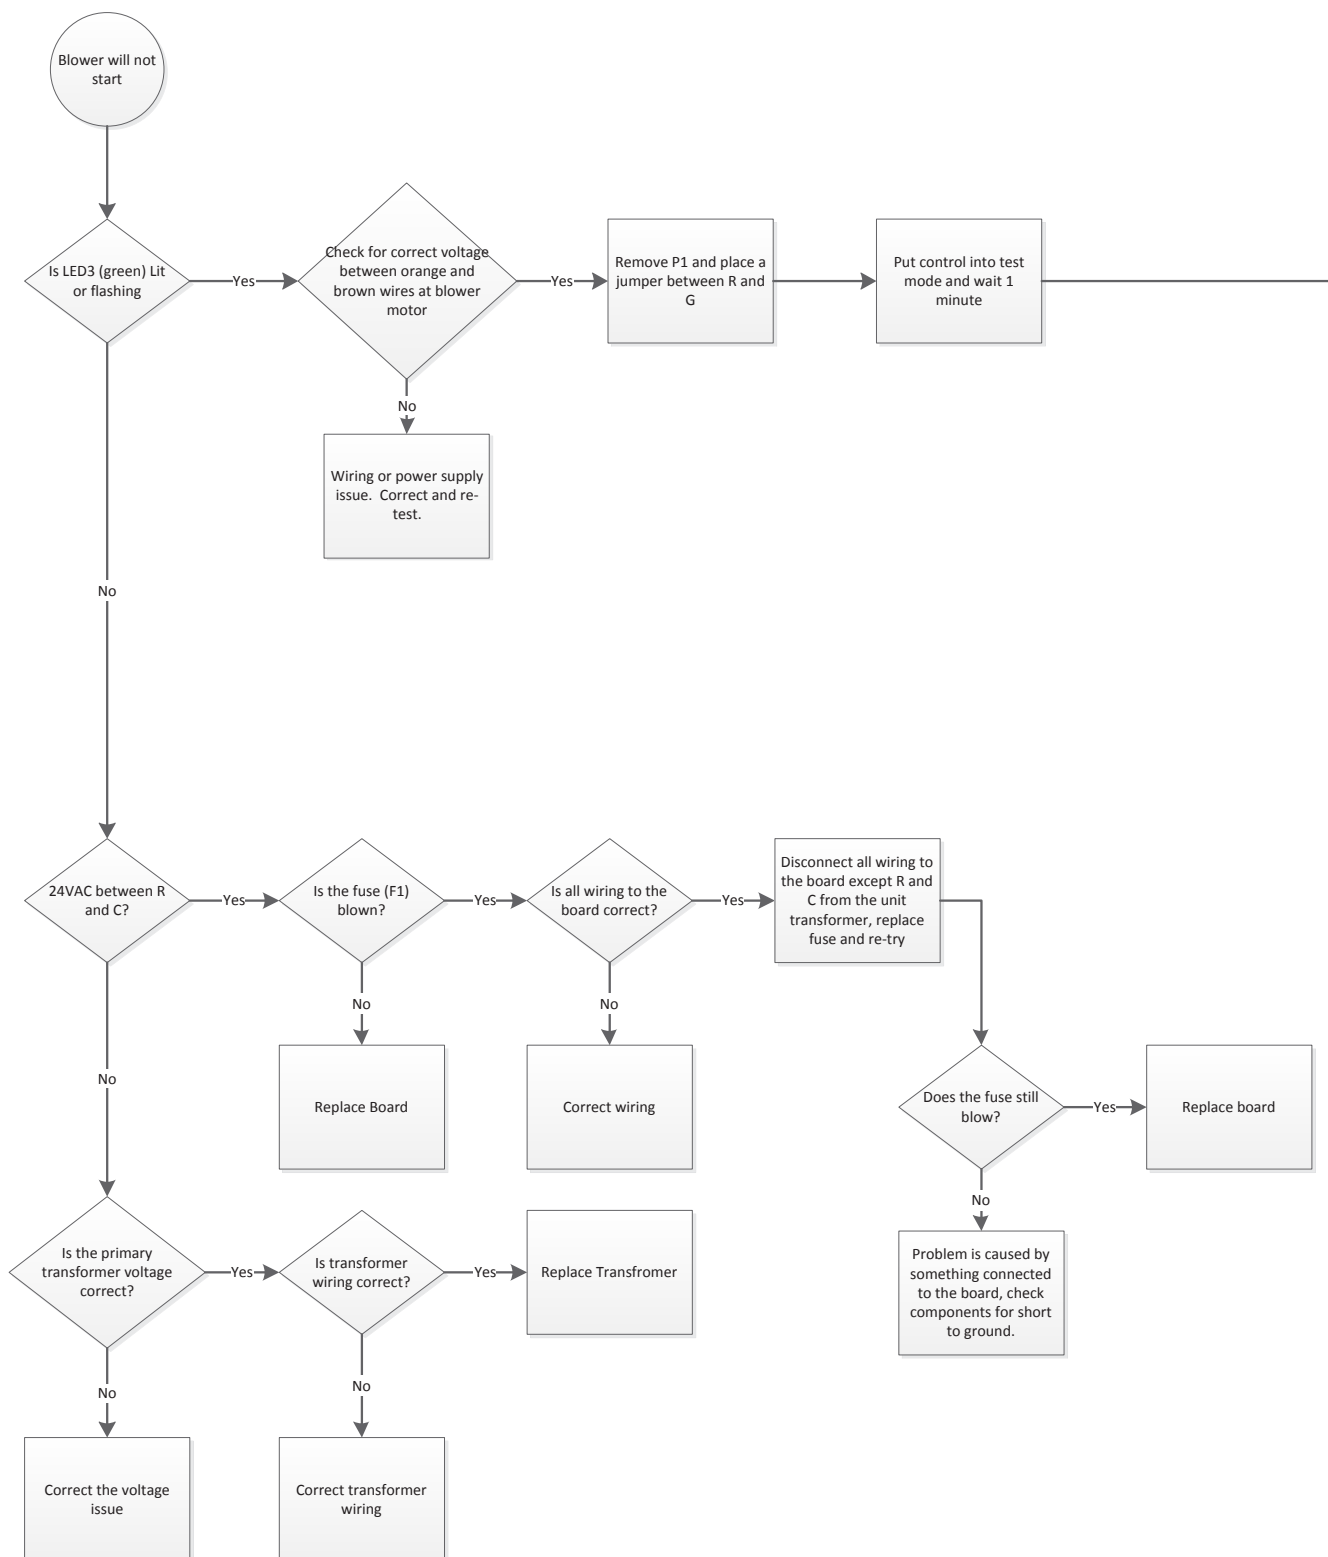 Blower will not
start
Is LED3 (green) Lit
or flashing
Yes
Check for correct voltage
between orange and
brown wires at blower
motor
Yes
Remove P1 and place a
jumper between R and
G
Put control into test
mode and wait 1
minute
No
Wiring or power supply
issue.  Correct and re-
test.
No
24VAC between R
and C?
Yes
Is the fuse (F1)
blown?
Yes
Is all wiring to the
board correct?
Yes
Disconnect all wiring to
the board except R and
C from the unit
transformer, replace
fuse and re-try
No
Replace Board
No
Correct wiring
Does the fuse still
blow?
Yes
Replace board
No
Problem is caused by
something connected
to the board, check
components for short
to ground.
No
Is the primary
transformer voltage
correct?
Yes
Is transformer
wiring correct?
Yes
Replace Transfromer
No
Correct the voltage
issue
No
Correct transformer
wiring